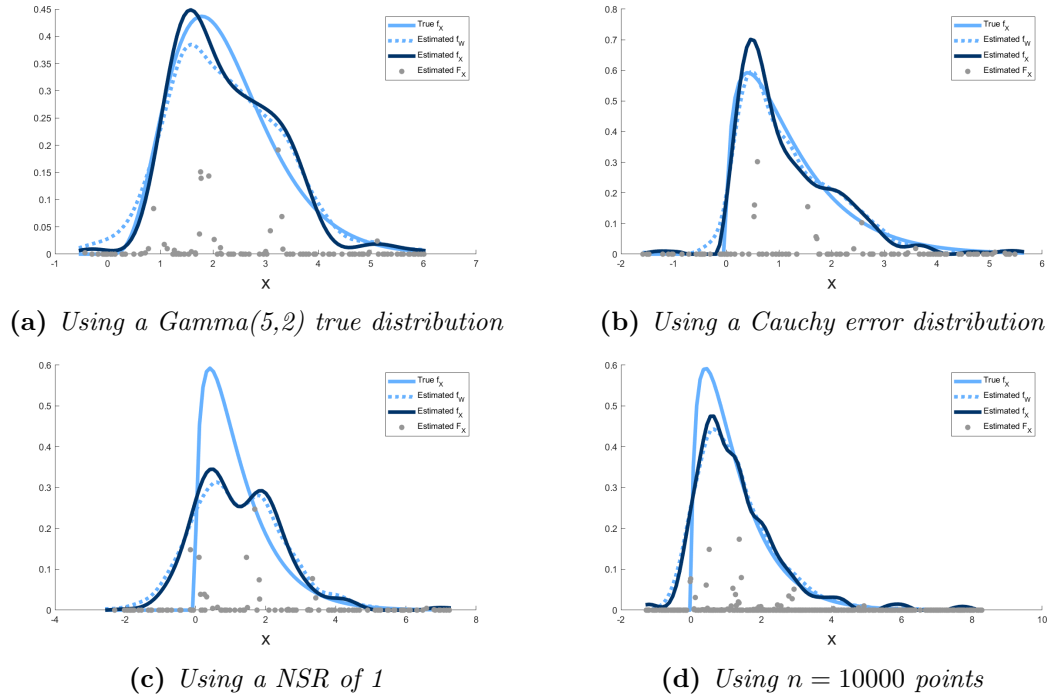 0.45
0.4
0.35
0.3
0.25
0.2
0.15
0.1
0.05
0
-1 0 1 2 3 4 5 6 7
X
True f_X
Estimated f_W
Estimated f_X
Estimated F_X
(a) Using a Gamma(5,2) true distribution
0.8
0.7
0.6
0.5
0.4
0.3
0.2
0.1
0
-2 -1 0 1 2 3 4 5 6
X
True f_X
Estimated f_W
Estimated f_X
Estimated F_X
(b) Using a Cauchy error distribution
0.6
0.5
0.4
0.3
0.2
0.1
0
-4 -2 0 2 4 6 8
X
True f_X
Estimated f_W
Estimated f_X
Estimated F_X
(c) Using a NSR of 1
0.6
0.5
0.4
0.3
0.2
0.1
0
-2 0 2 4 6 8 10
X
True f_X
Estimated f_W
Estimated f_X
Estimated F_X
(d) Using n = 10000 points